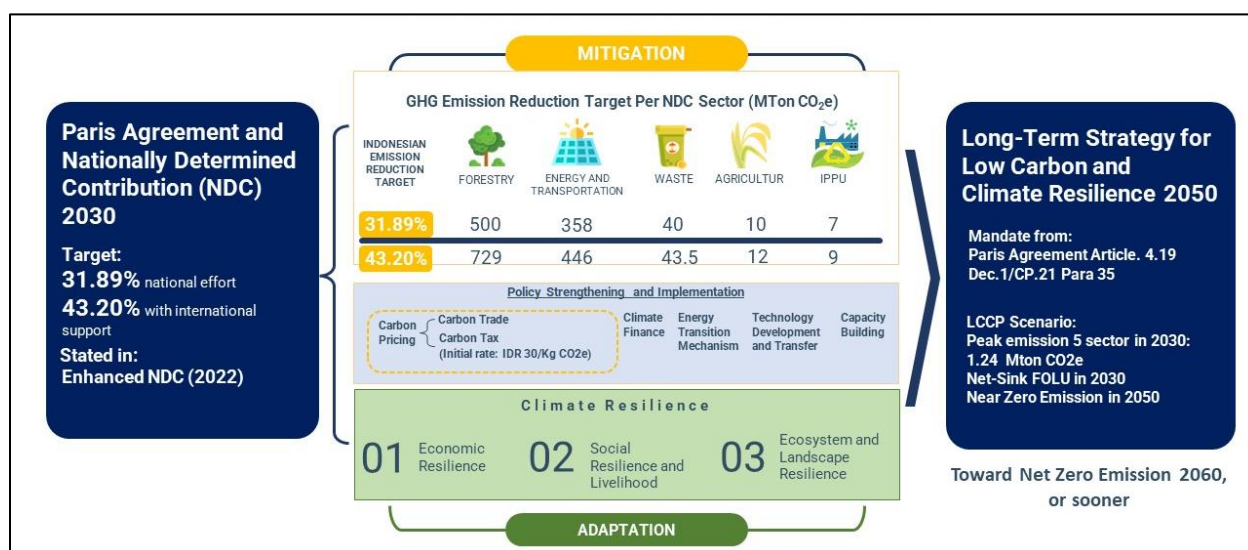 MITIGATION
Paris Agreement and
Nationally Determined
Contribution (NDC)
2030
Target:
31.89% national effort
43.20% with international
support
Stated in:
Enhanced NDC (2022)
GHG Emission Reduction Target Per NDC Sector (MTon CO₂e)
INDONESIAN
EMISSION
REDUCTION
TARGET
FORESTRY
ENERGY AND
TRANSPORTATION
WASTE
AGRICULTUR
IPPU
31.89% 500 358 40 10 7
43.20% 729 446 43.5 12 9
Policy Strengthening and Implementation
Carbon
Pricing
Carbon Trade
Carbon Tax
(Initial rate: IDR 30/Kg CO2e)
Climate
Finance
Energy
Transition
Mechanism
Technology
Development
and Transfer
Capacity
Building
Climate Resilience
01 Economic
Resilience
02 Social
Resilience and
Livelihood
03 Ecosystem and
Landscape
Resilience
ADAPTATION
Long-Term Strategy for
Low Carbon and
Climate Resilience 2050
Mandate from:
Paris Agreement Article. 4.19
Dec.1/CP.21 Para 35
LCCP Scenario:
Peak emission 5 sector in 2030:
1.24 Mton CO2e
Net-Sink FOLU in 2030
Near Zero Emission in 2050
Toward Net Zero Emission 2060,
or sooner